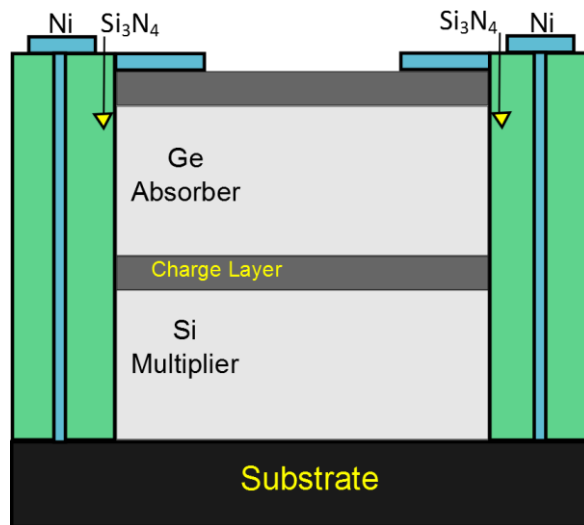 Ni
Si₃N₄
Si₃N₄
Ni
Ge
Absorber
Charge Layer
Si
Multiplier
Substrate